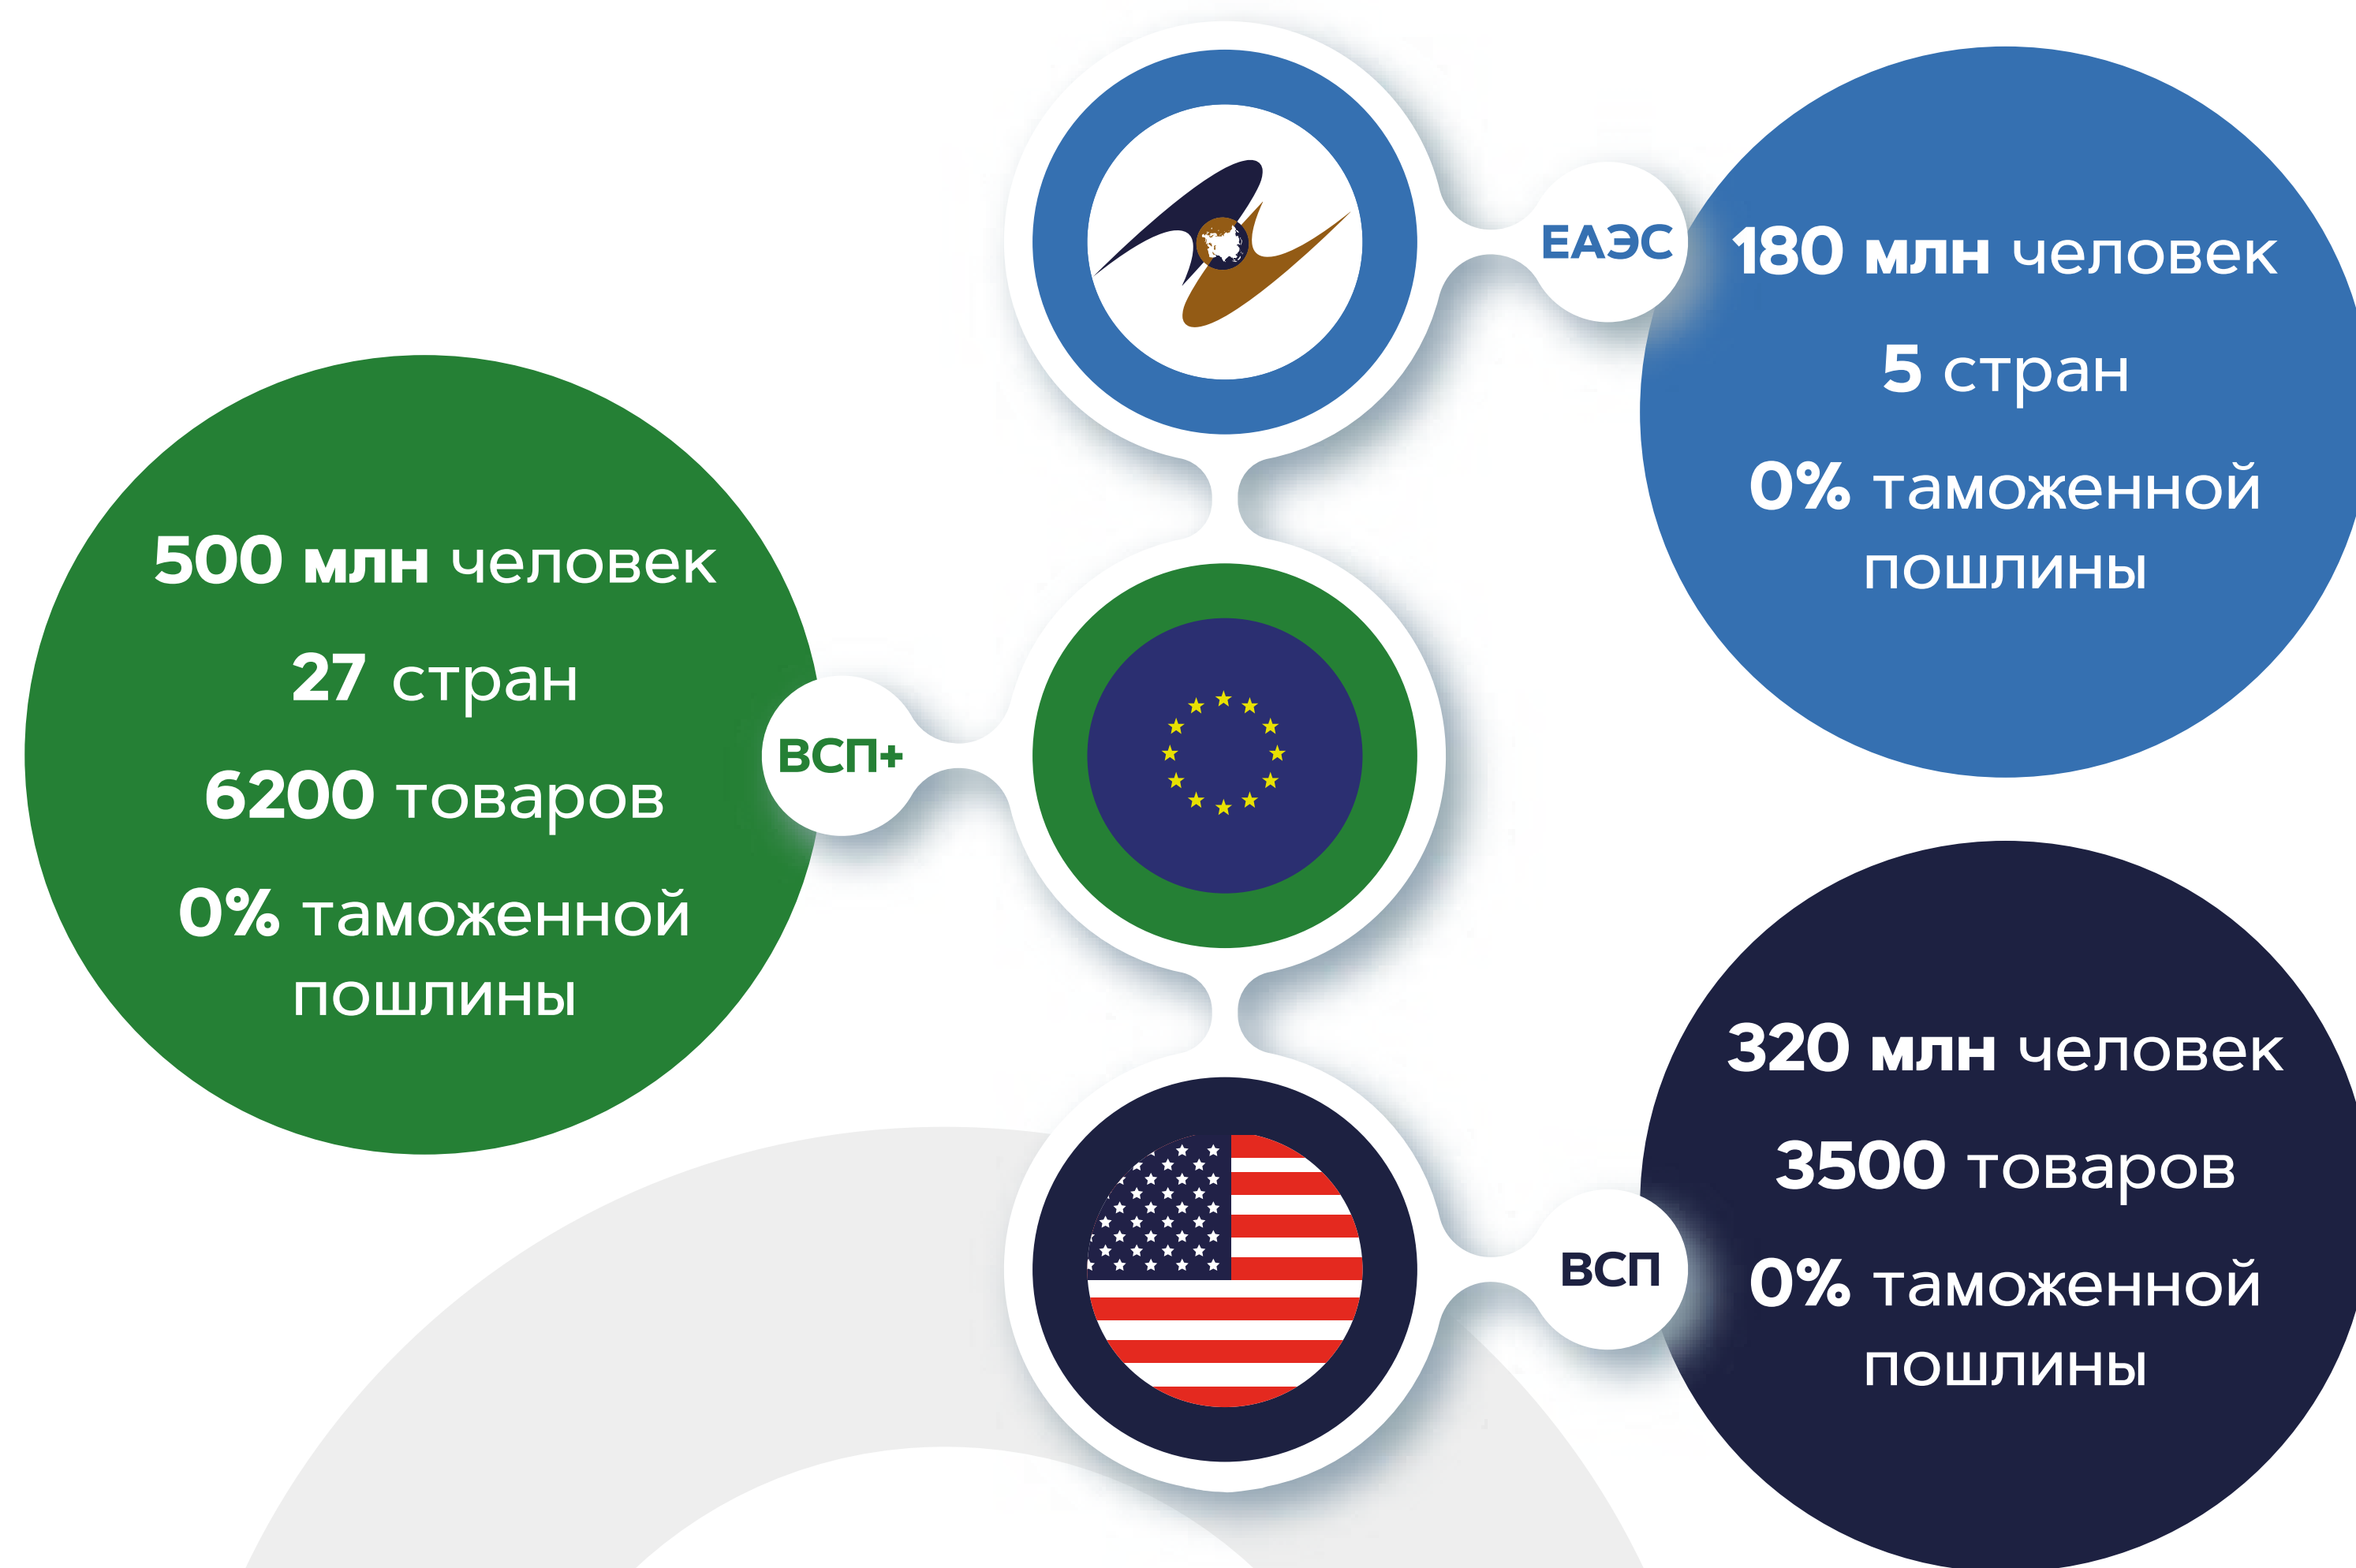 ЕАЭС
180 млн человек
5 стран
0% таможенной
пошлины
500 млн человек
27 стран
6200 товаров
0% таможенной
пошлины
ВСП+
320 млн человек
3500 товаров
0% таможенной
пошлины
ВСП